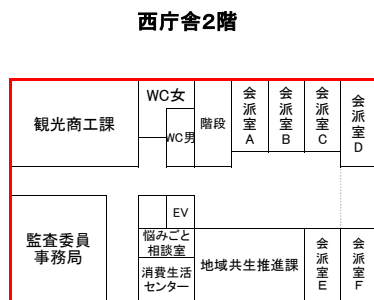 西庁舎2階
観光商工課
WC女
WC男
階段
会派室A
会派室B
会派室C
会派室D
監査委員
事務局
EV
悩みごと
相談室
消費生活
センター
地域共生推進課
会派室E
会派室F